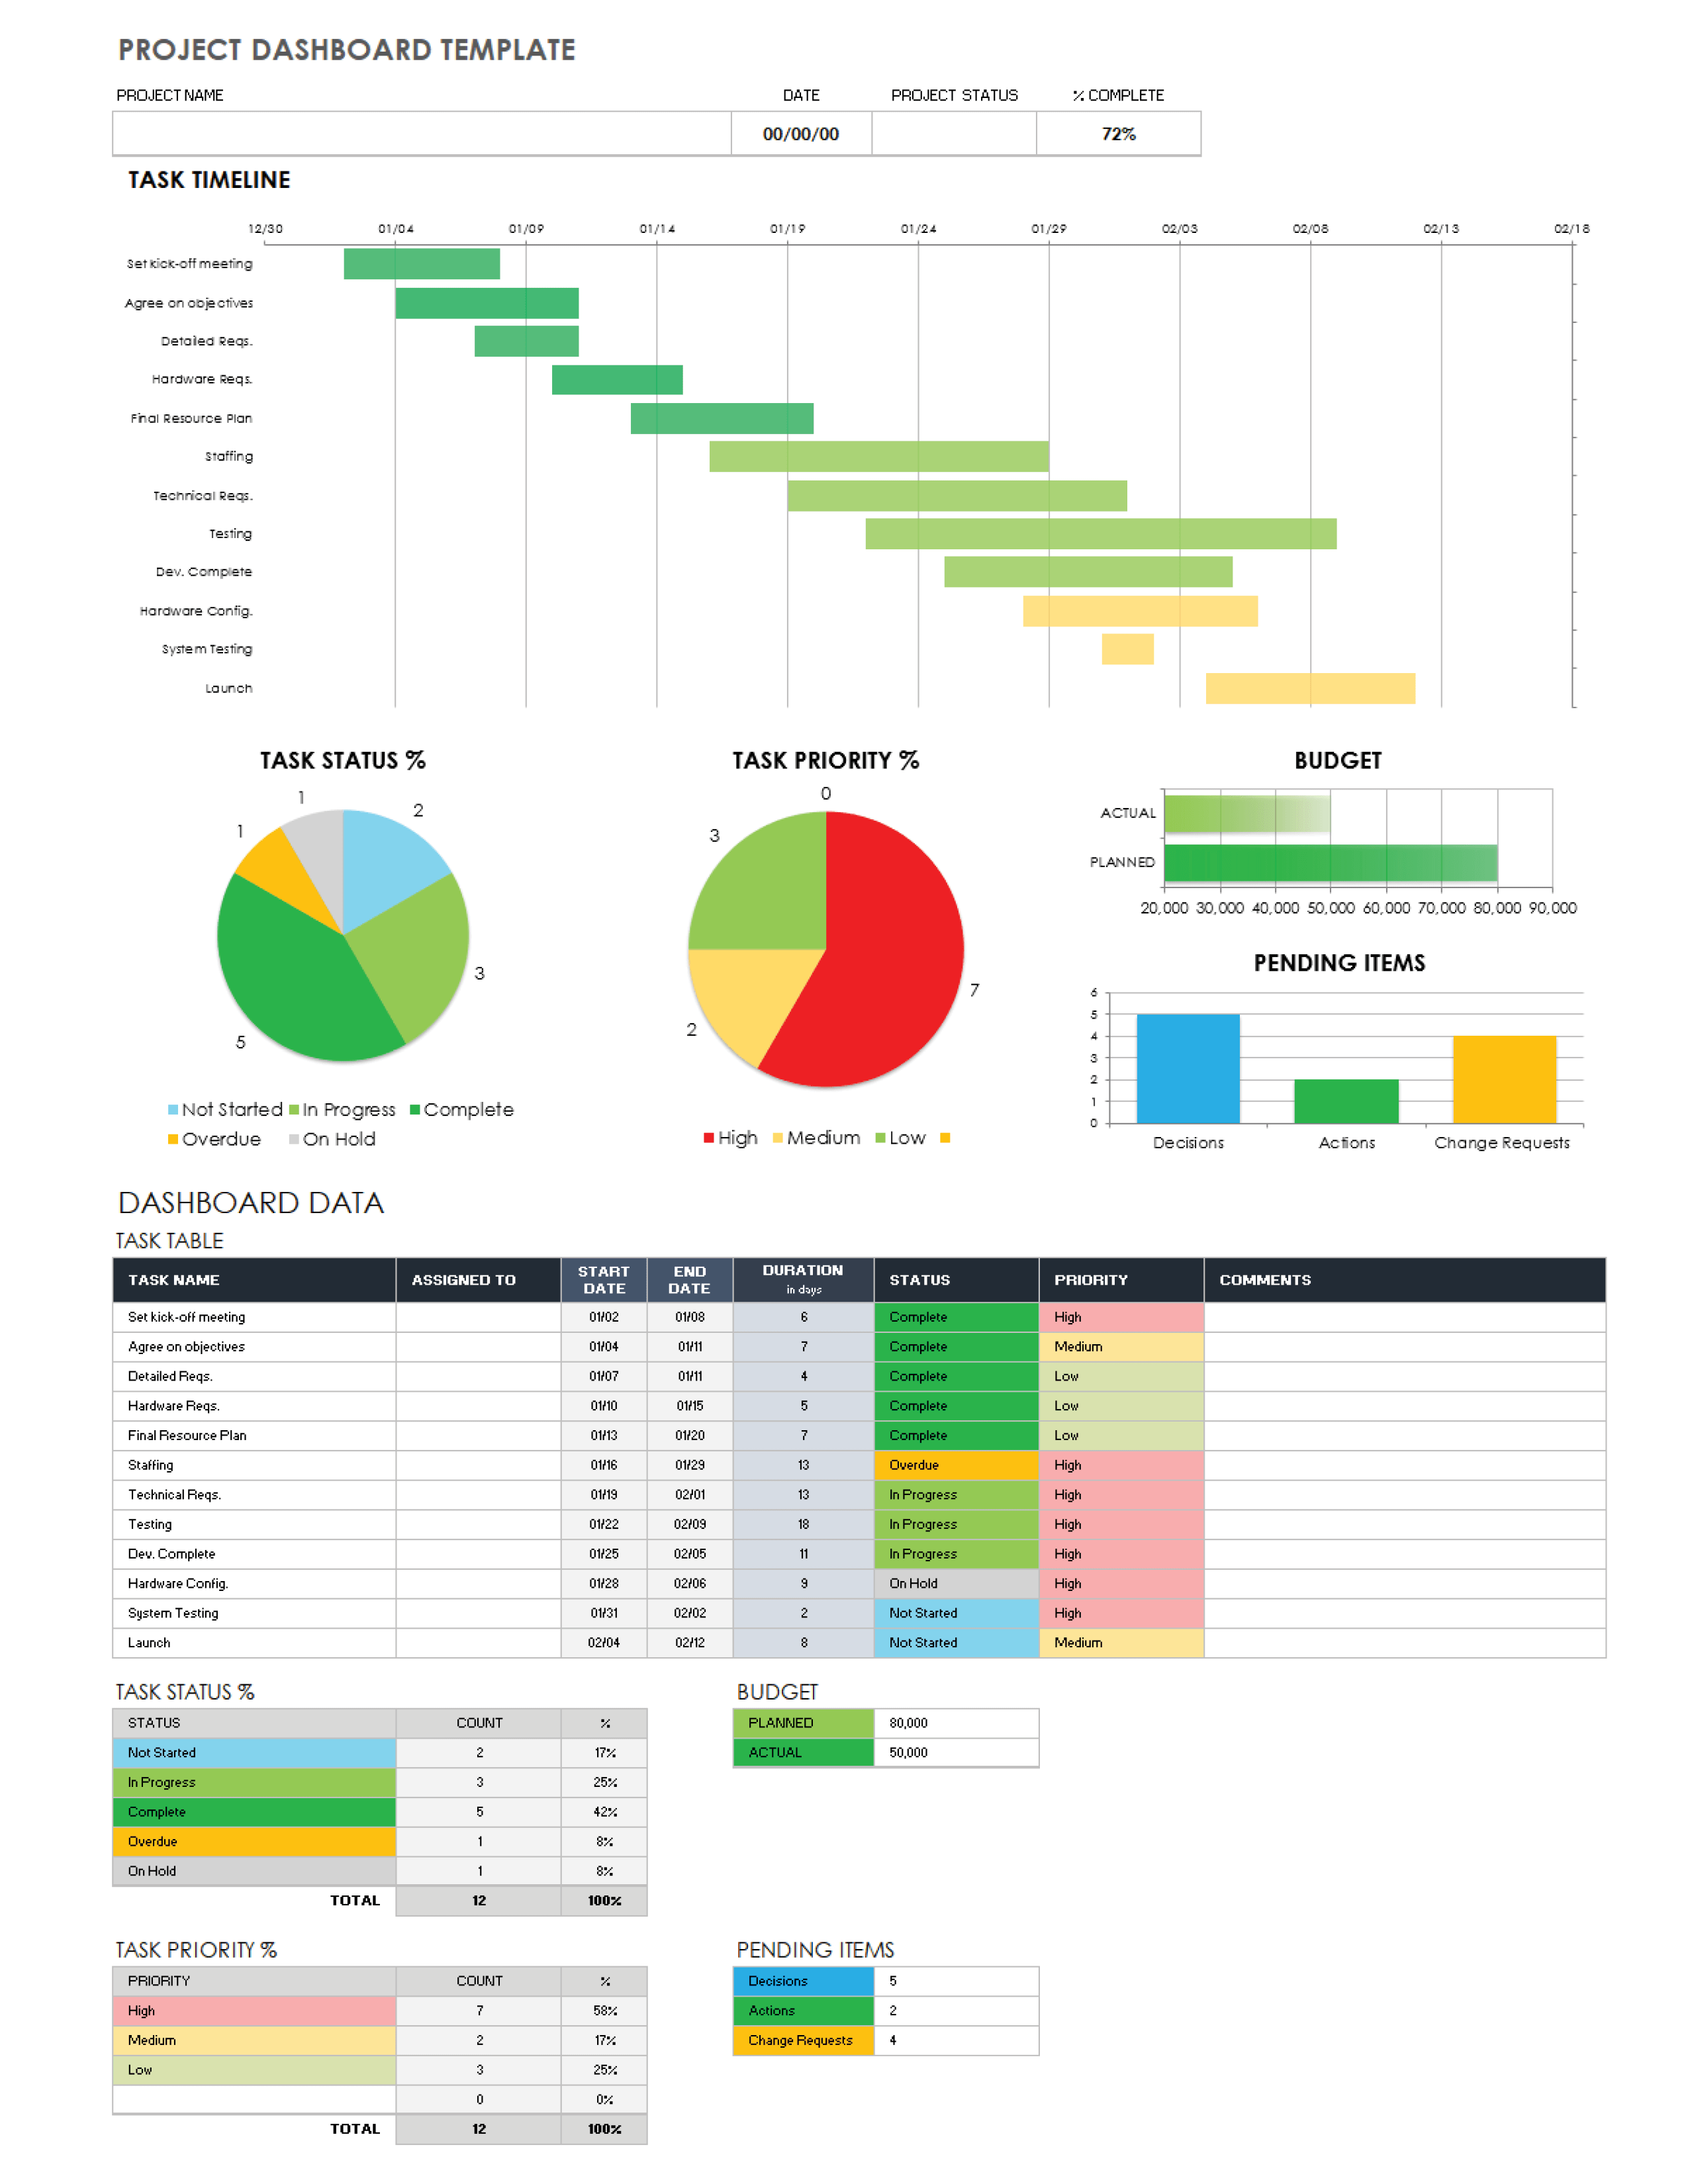 PROJECT DASHBOARD TEMPLATE
PROJECT NAME DATE PROJECT STATUS % COMPLETE
00/00/00 72%
TASK TIMELINE
12/30 01/04 01/09 01/14 01/19 01/24 01/29 02/03 02/08 02/13 02/18
Set kick-off meeting
Agree on objectives
Detailed Reqs.
Hardware Reqs.
Final Resource Plan
Staffing
Technical Reqs.
Testing
Dev. Complete
Hardware Config.
System Testing
Launch
TASK STATUS %
1
2
1
3
5
Not Started In Progress Complete
Overdue On Hold
TASK PRIORITY %
0
3
7
2
High Medium Low
BUDGET
ACTUAL
PLANNED
20,000 30,000 40,000 50,000 60,000 70,000 80,000 90,000
PENDING ITEMS
6
5
4
3
2
1
0
Decisions Actions Change Requests
DASHBOARD DATA
TASK TABLE
TASK NAME ASSIGNED TO START DATE END DATE DURATION in days STATUS PRIORITY COMMENTS
Set kick-off meeting 01/02 01/08 6 Complete High
Agree on objectives 01/04 01/11 7 Complete Medium
Detailed Reqs. 01/07 01/11 4 Complete Low
Hardware Reqs. 01/10 01/15 5 Complete Low
Final Resource Plan 01/13 01/20 7 Complete Low
Staffing 01/16 01/29 13 Overdue High
Technical Reqs. 01/19 02/01 13 In Progress High
Testing 01/22 02/09 18 In Progress High
Dev. Complete 01/25 02/05 11 In Progress High
Hardware Config. 01/28 02/06 9 On Hold High
System Testing 01/31 02/02 2 Not Started High
Launch 02/04 02/12 8 Not Started Medium
TASK STATUS %
STATUS COUNT %
Not Started 2 17%
In Progress 3 25%
Complete 5 42%
Overdue 1 8%
On Hold 1 8%
TOTAL 12 100%
BUDGET
PLANNED 80,000
ACTUAL 50,000
TASK PRIORITY %
PRIORITY COUNT %
High 7 58%
Medium 2 17%
Low 3 25%
0 0%
TOTAL 12 100%
PENDING ITEMS
Decisions 5
Actions 2
Change Requests 4